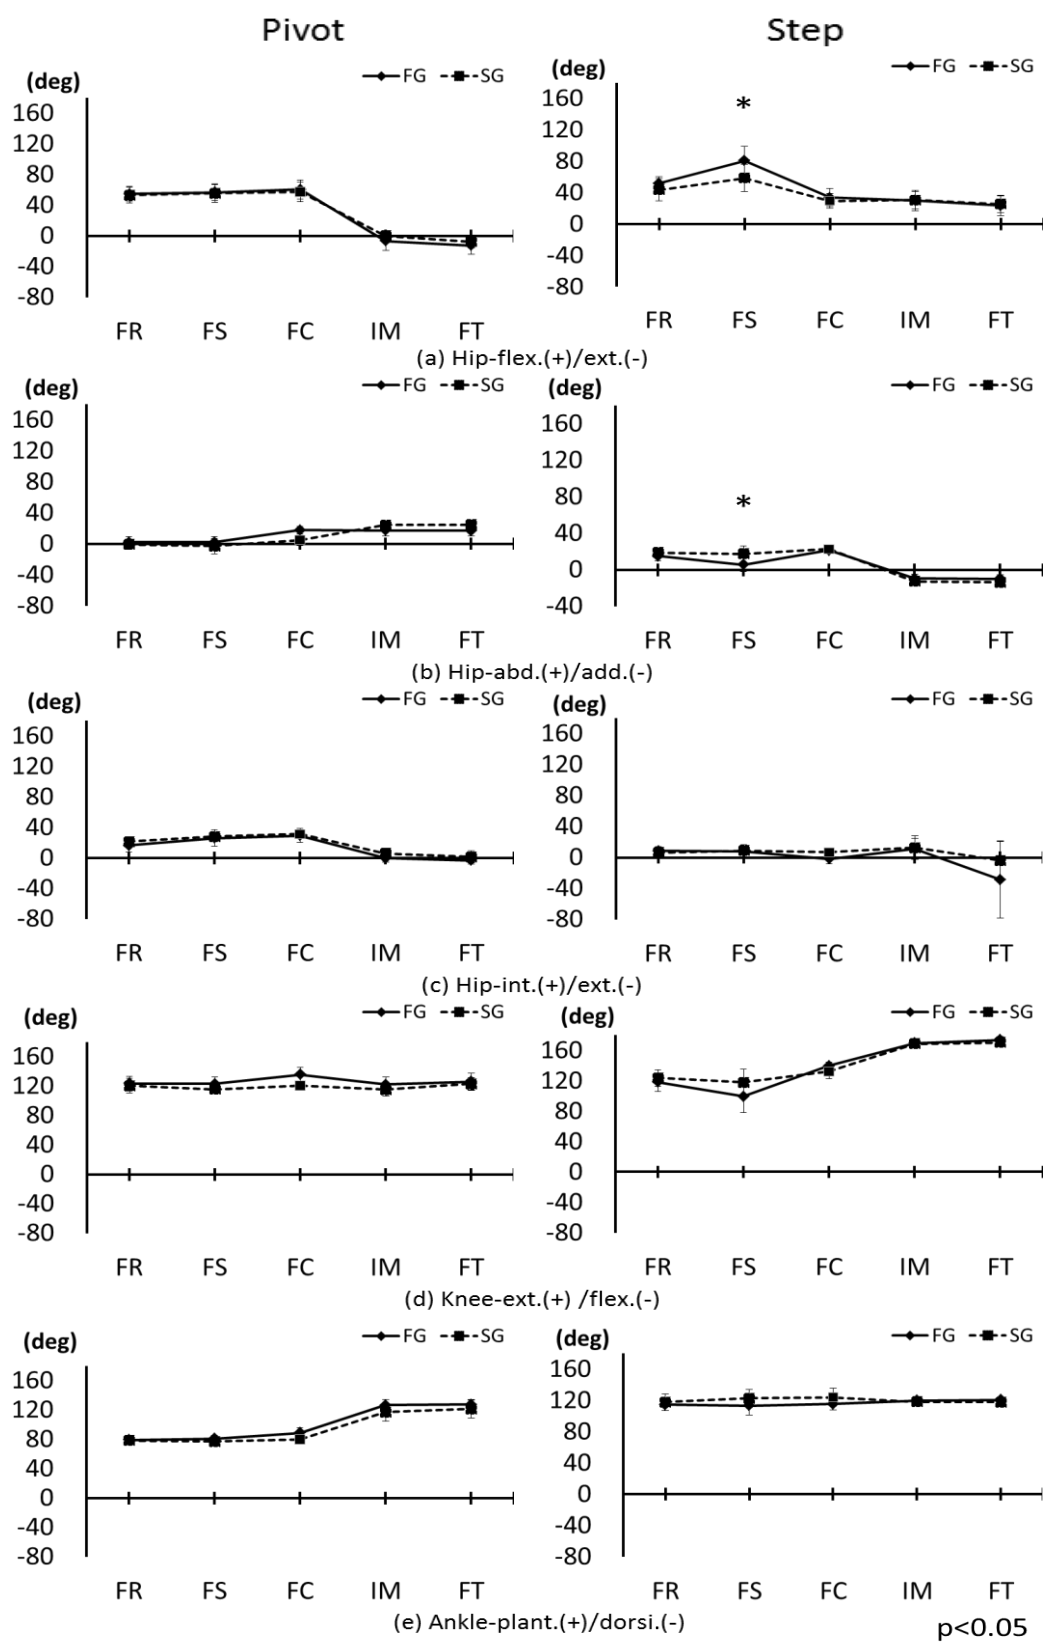 Pivot Step
(deg) FG SG (deg) FG SG
160 160
120 120
80 80
40 40
0 0
-40 -40
-80 -80
FR FS FC IM FT FR FS FC IM FT
*
(a) Hip-flex.(+)/ext.(-)
(deg) FG SG (deg) FG SG
160 160
120 120
80 80
40 40
0 0
-40 -40
-80
FR FS FC IM FT FR FS FC IM FT
*
(b) Hip-abd.(+)/add.(-)
(deg) FG SG (deg) FG SG
160 160
120 120
80 80
40 40
0 0
-40 -40
-80 -80
FR FS FC IM FT FR FS FC IM FT
(c) Hip-int.(+)/ext.(-)
(deg) FG SG (deg) FG SG
160 160
120 120
80 80
40 40
0 0
-40 -40
-80 -80
FR FS FC IM FT FR FS FC IM FT
(d) Knee-ext.(+) /flex.(-)
(deg) FG SG (deg) FG SG
160 160
120 120
80 80
40 40
0 0
-40 -40
-80 -80
FR FS FC IM FT FR FS FC IM FT
(e) Ankle-plant.(+)/dorsi.(-)
p<0.05